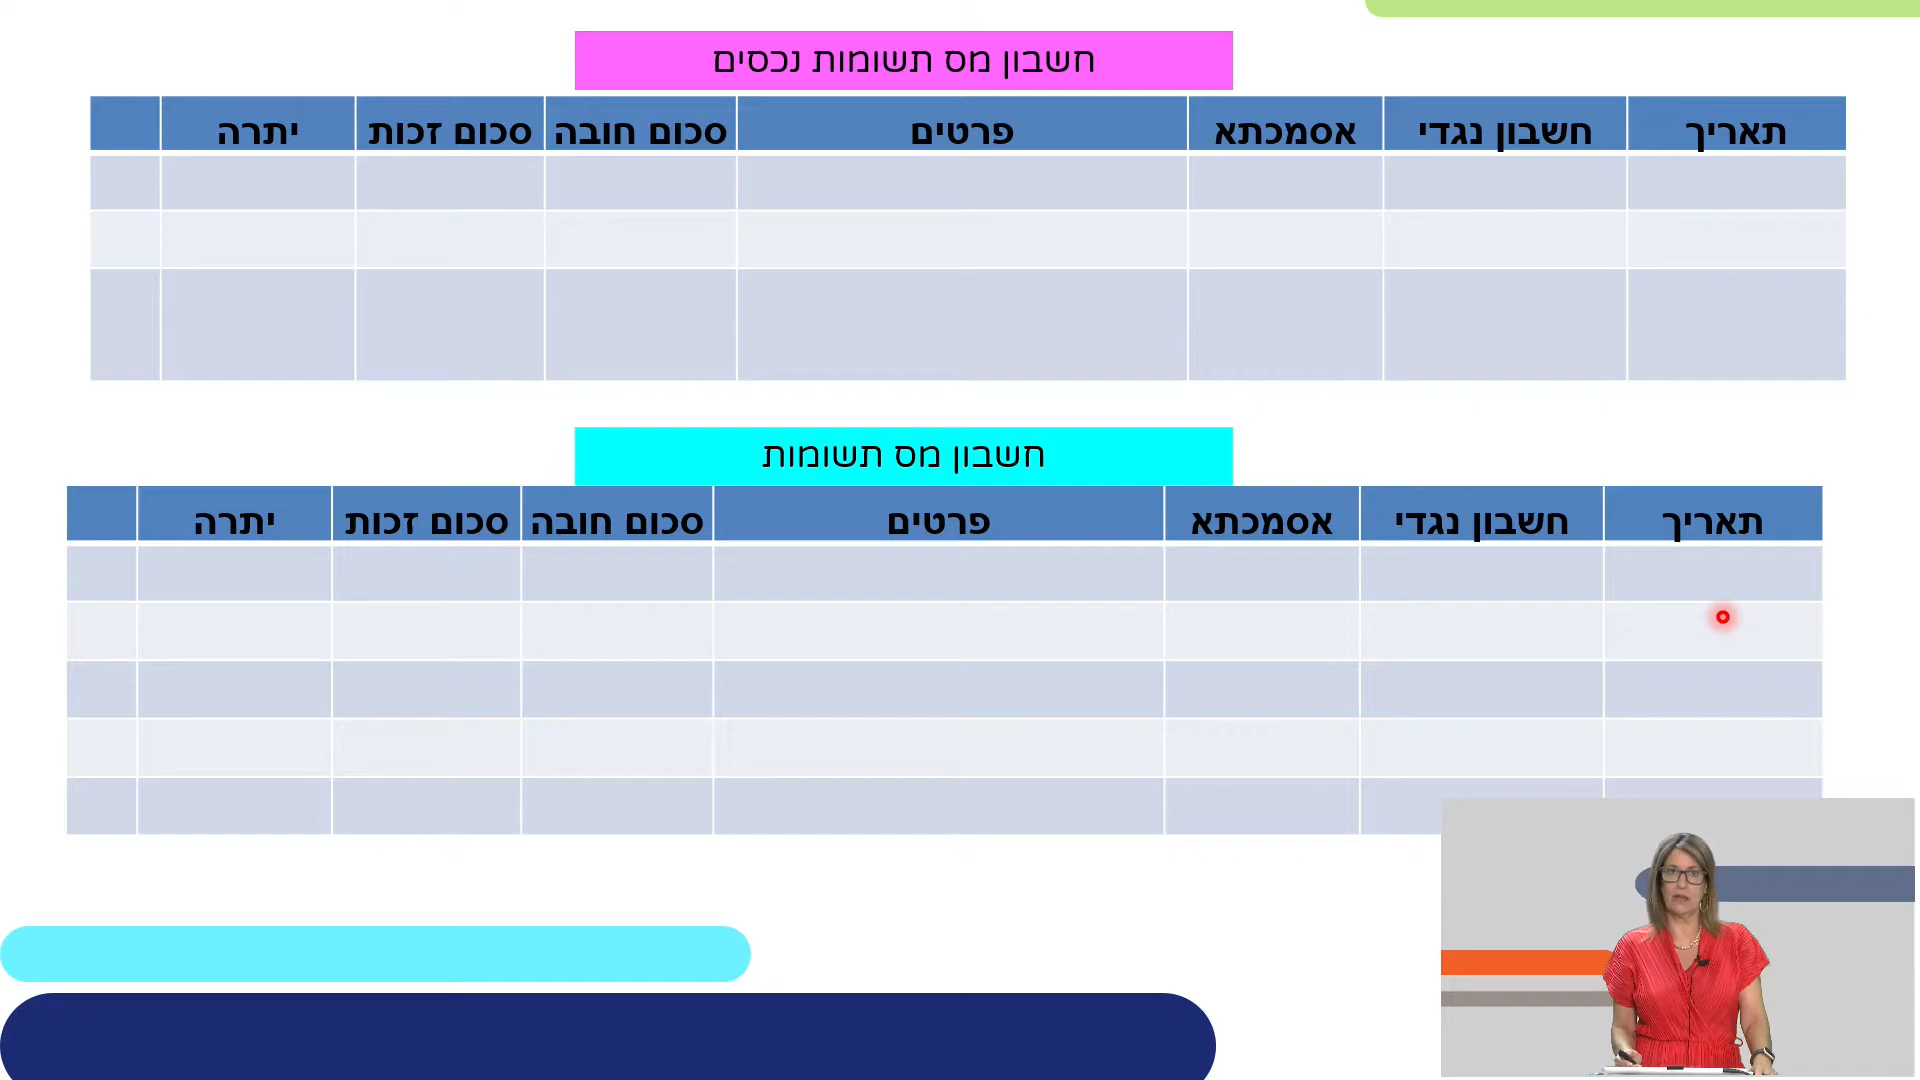 חשבון מס תשומות נכסים
תאריך חשבון נגדי אסמכתא פרטים סכום חובה סכום זכות יתרה
חשבון מס תשומות
תאריך חשבון נגדי אסמכתא פרטים סכום חובה סכום זכות יתרה